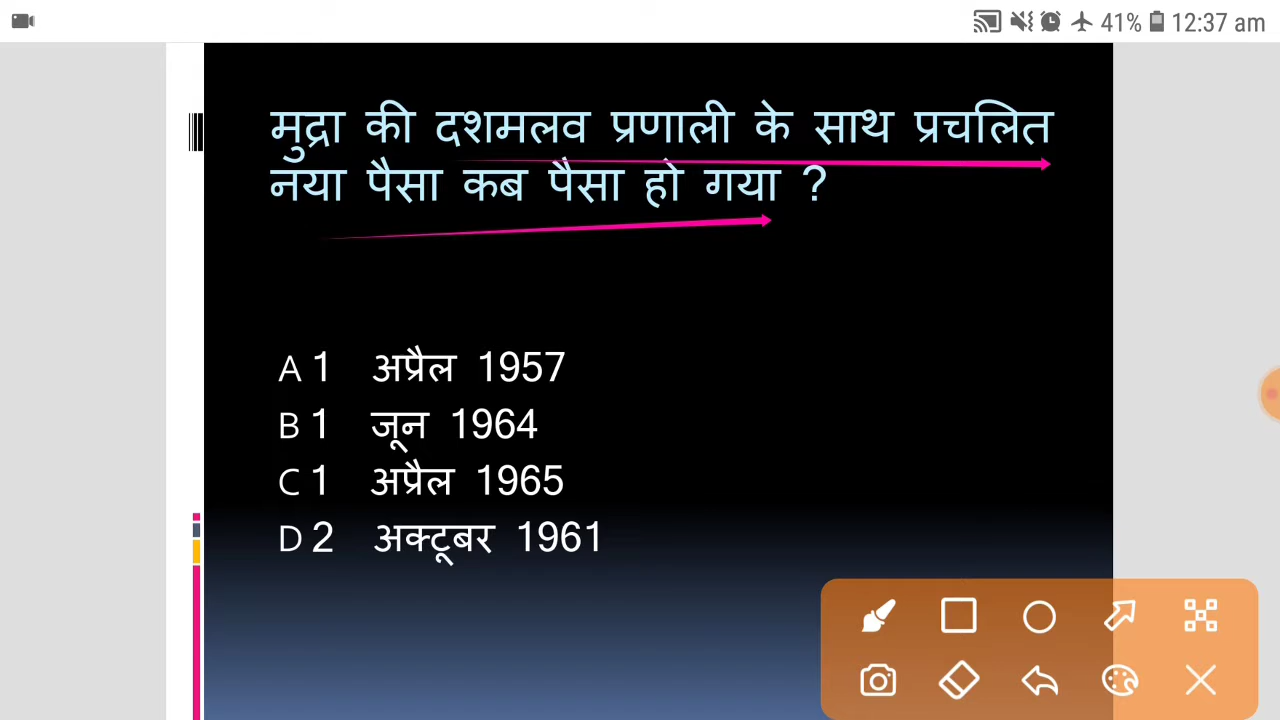 41% 12:37 am
मुद्रा की दशमलव प्रणाली के साथ प्रचलित
नया पैसा कब पैसा हो गया ?
A 1 अप्रैल 1957
B 1 जून 1964
C 1 अप्रैल 1965
D 2 अक्टूबर 1961